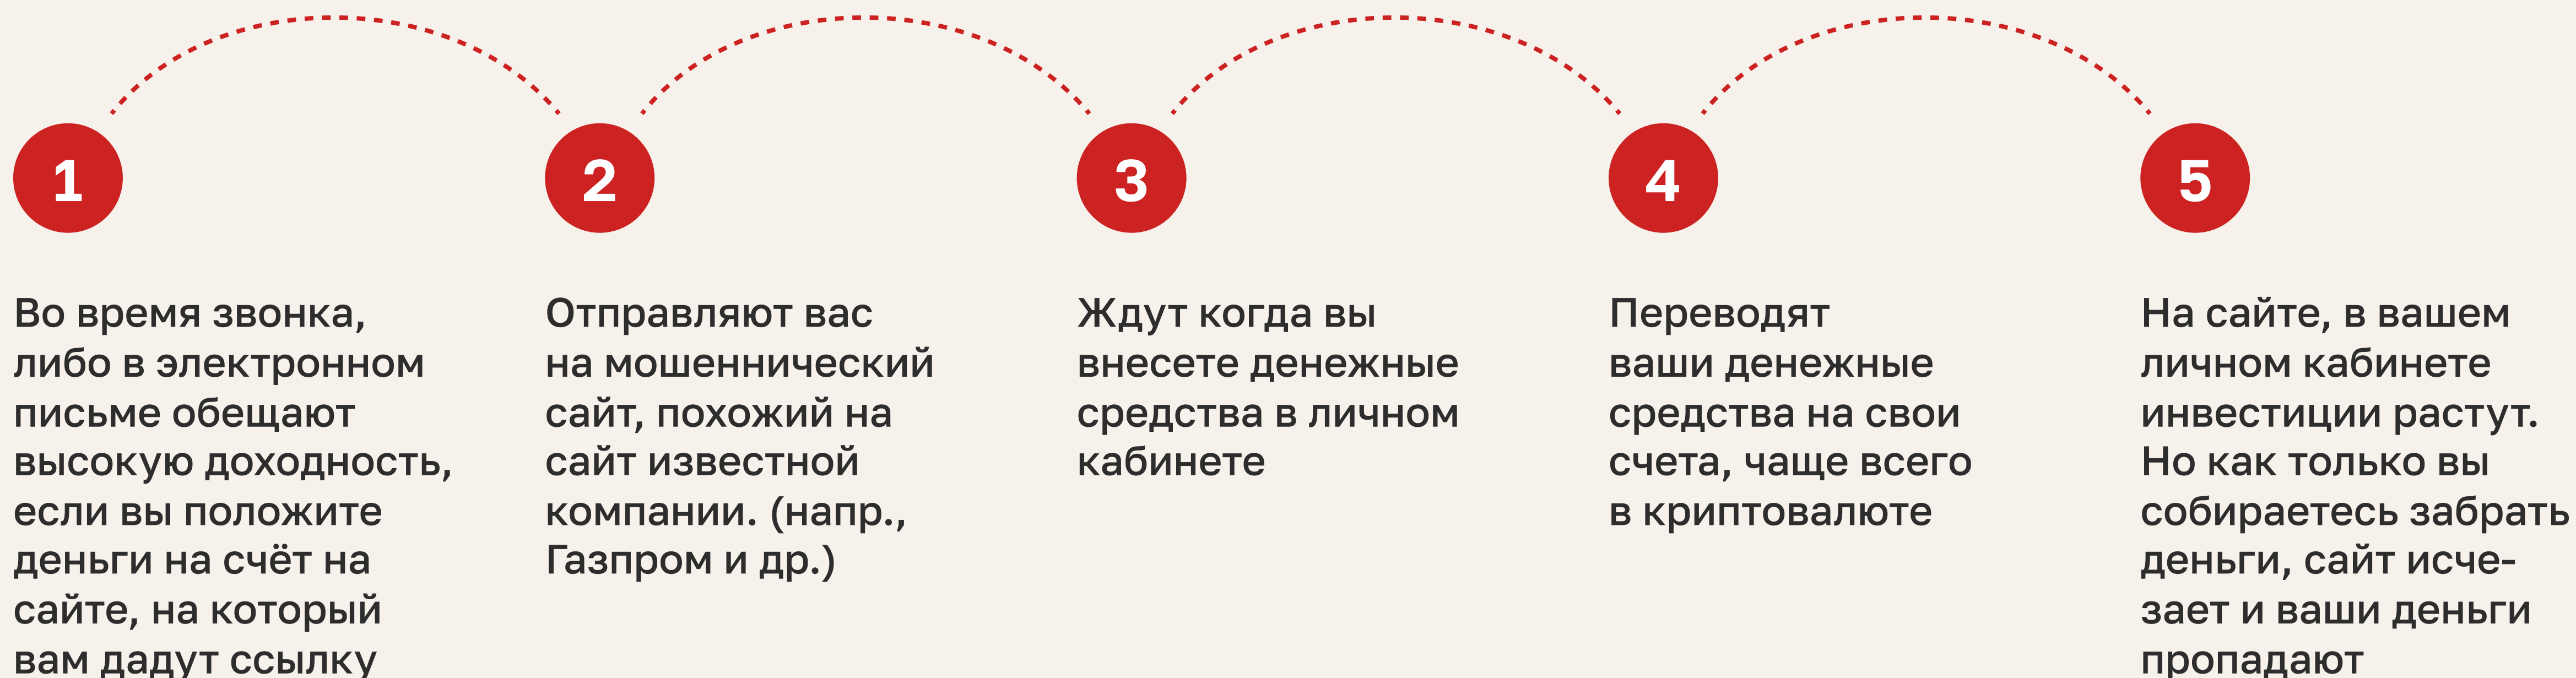 1
Во время звонка,
либо в электронном
письме обещают
высокую доходность,
если вы положите
деньги на счёт на
сайте, на который
вам дадут ссылку
2
Отправляют вас
на мошеннический
сайт, похожий на
сайт известной
компании. (напр.,
Газпром и др.)
3
Ждут когда вы
внесете денежные
средства в личном
кабинете
4
Переводят
ваши денежные
средства на свои
счета, чаще всего
в криптовалюте
5
На сайте, в вашем
личном кабинете
инвестиции растут.
Но как только вы
собираетесь забрать
деньги, сайт исче-
зает и ваши деньги
пропадают